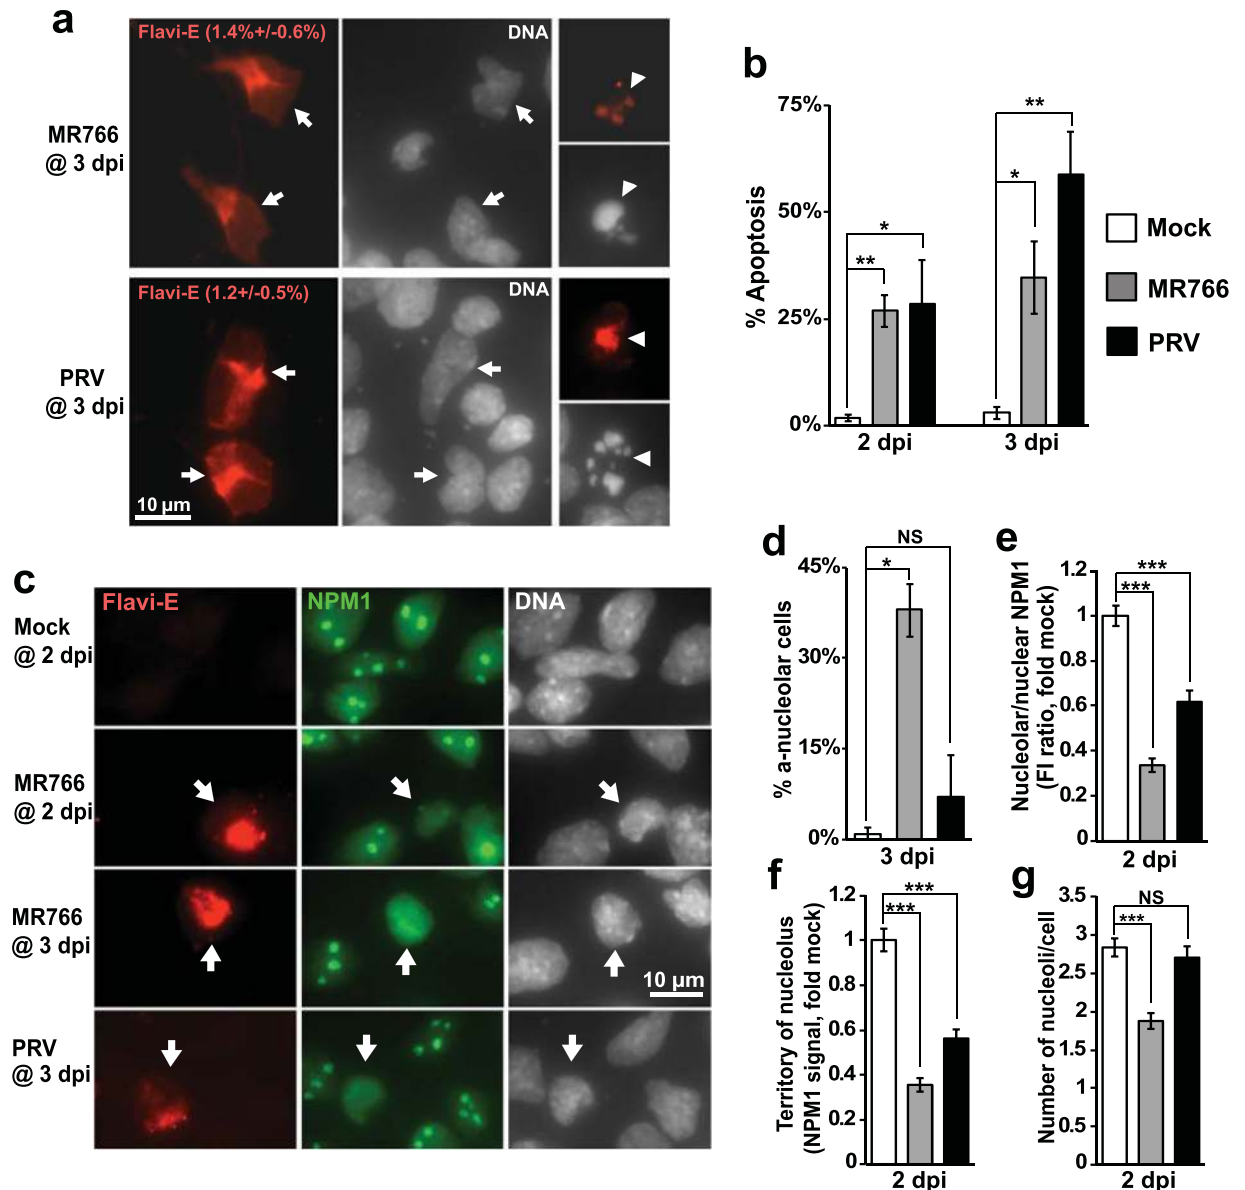 a
Flavi-E (1.4%+/-0.6%)
DNA
MR766
@ 3 dpi
Flavi-E (1.2+/-0.5%)
DNA
PRV
@ 3 dpi
10 µm
b
% Apoptosis
75%
50%
25%
0%
**
*
**
*
2 dpi
3 dpi
Mock
MR766
PRV
c
Flavi-E
NPM1
DNA
Mock
@ 2 dpi
MR766
@ 2 dpi
MR766
@ 3 dpi
10 µm
PRV
@ 3 dpi
d
% a-nucleolar cells
45%
30%
15%
0%
NS
*
3 dpi
e
Nucleolar/nuclear NPM1
(FI ratio, fold mock)
1.2
1
0.8
0.6
0.4
0.2
0
***
***
2 dpi
f
Territory of nucleolus
(NPM1 signal, fold mock)
1.2
1
0.8
0.6
0.4
0.2
0
***
***
2 dpi
g
Number of nucleoli/cell
3.5
3
2.5
2
1.5
1
0.5
0
NS
***
2 dpi